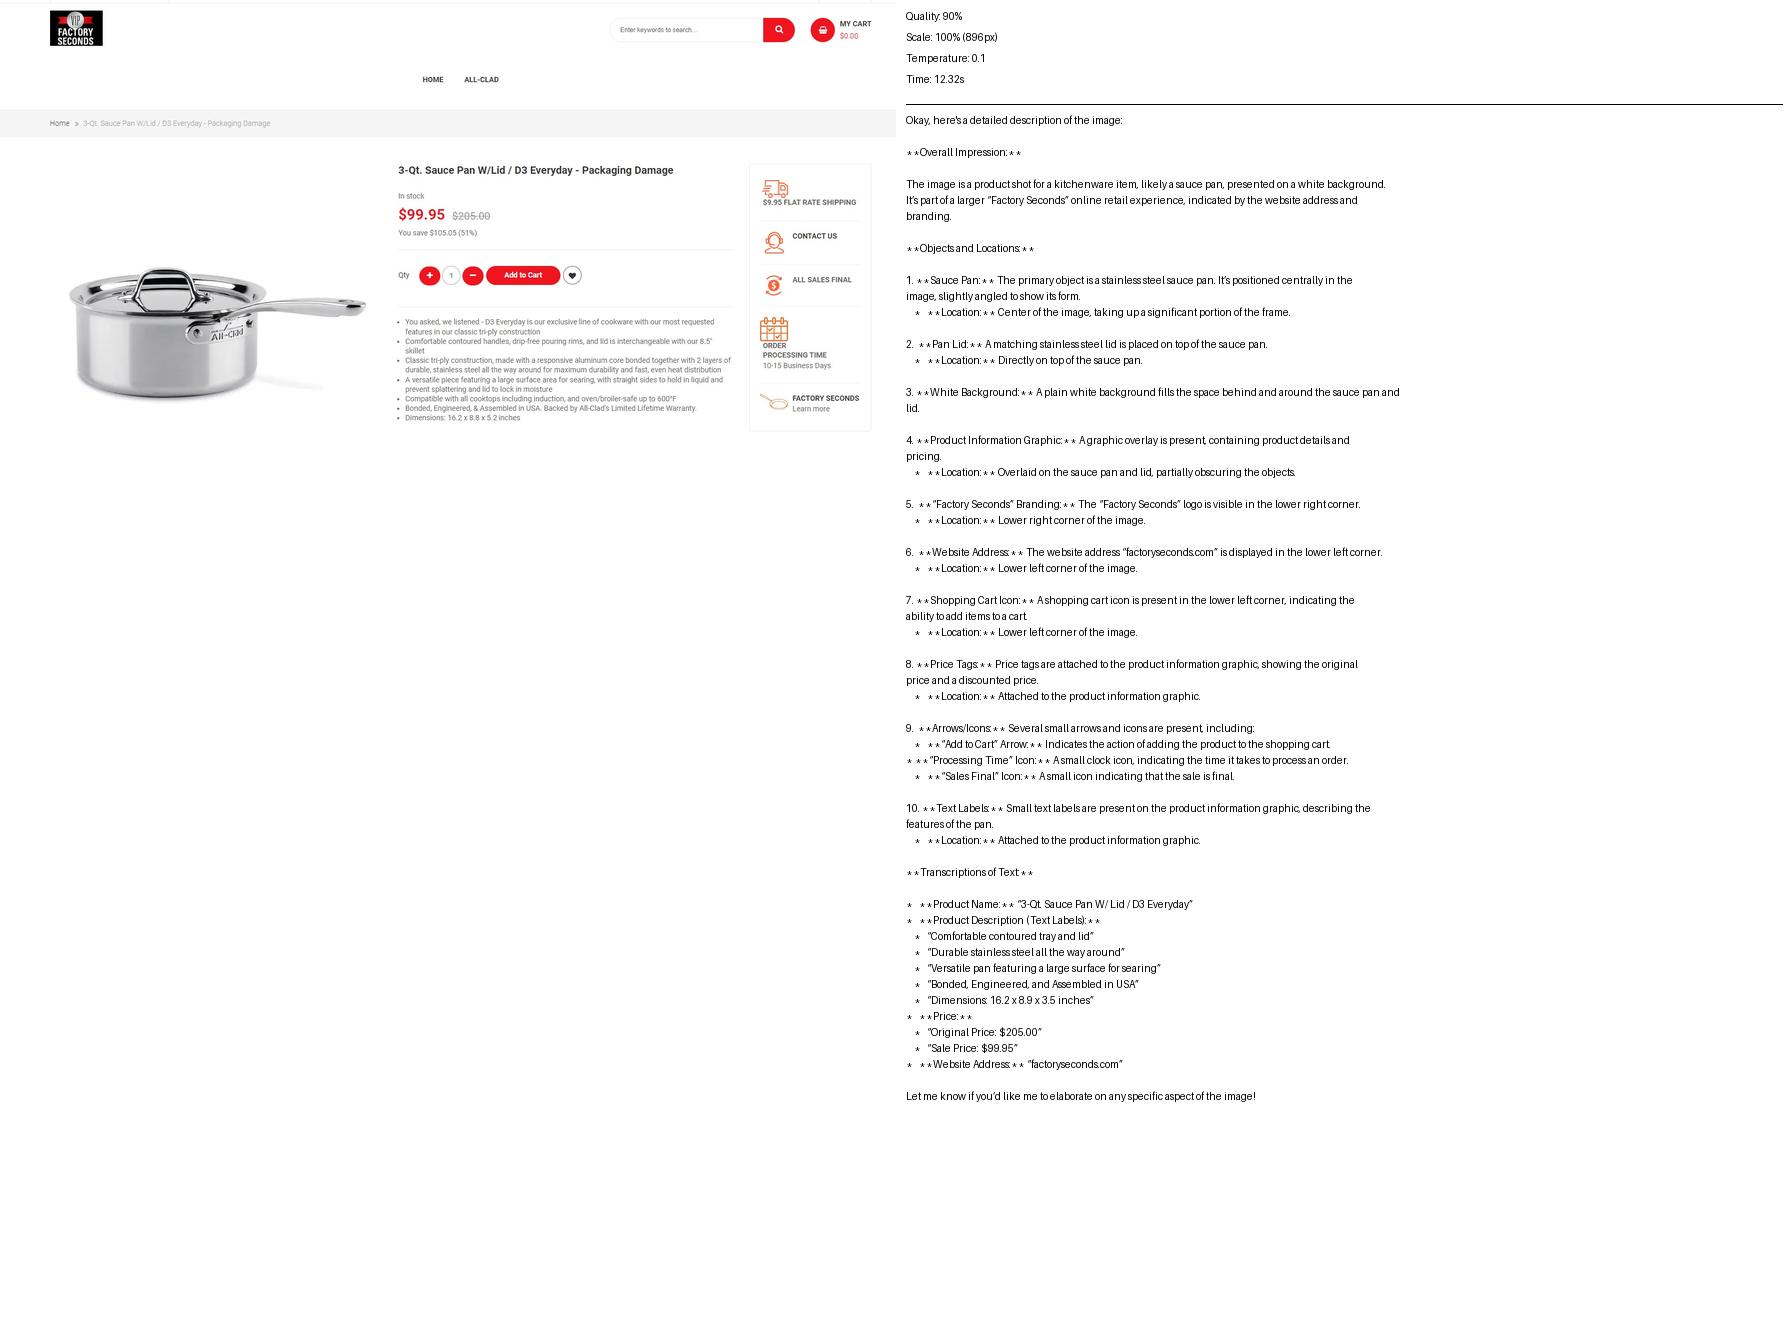 VIP
FACTORY
SECONDS
Enter keywords to search...
MY CART
$0.00
HOME
ALL-CLAD
Home » 3-Qt. Sauce Pan W/Lid / D3 Everyday - Packaging Damage
All-Clad
3-Qt. Sauce Pan W/Lid / D3 Everyday - Packaging Damage
In stock
$99.95 $205.00
You save $105.05 (51%)
Qty + 1 − Add to Cart
• You asked, we listened - D3 Everyday is our exclusive line of cookware with our most requested
features in our classic tri-ply construction
• Comfortable contoured handles, drip-free pouring rims, and lid is interchangeable with our 8.5"
skillet
• Classic tri-ply construction, made with a responsive aluminum core bonded together with 2 layers of
durable, stainless steel all the way around for maximum durability and fast, even heat distribution
• A versatile piece featuring a large surface area for searing, with straight sides to hold in liquid and
prevent splattering and lid to lock in moisture
• Compatible with all cooktops including induction, and oven/broiler-safe up to 600°F
• Bonded, Engineered, & Assembled in USA. Backed by All-Clad's Limited Lifetime Warranty.
• Dimensions: 16.2 x 8.8 x 5.2 inches
$9.95 FLAT RATE SHIPPING
CONTACT US
$
ALL SALES FINAL
ORDER
PROCESSING TIME
10-15 Business Days
FACTORY SECONDS
Learn more
Quality: 90%
Scale: 100% (896px)
Temperature: 0.1
Time: 12.32s
Okay, here's a detailed description of the image:
**Overall Impression:**
The image is a product shot for a kitchenware item, likely a sauce pan, presented on a white background.
It's part of a larger "Factory Seconds" online retail experience, indicated by the website address and
branding.
**Objects and Locations:**
1. **Sauce Pan:** The primary object is a stainless steel sauce pan. It's positioned centrally in the
image, slightly angled to show its form.
* **Location:** Center of the image, taking up a significant portion of the frame.
2. **Pan Lid:** A matching stainless steel lid is placed on top of the sauce pan.
* **Location:** Directly on top of the sauce pan.
3. **White Background:** A plain white background fills the space behind and around the sauce pan and
lid.
4. **Product Information Graphic:** A graphic overlay is present, containing product details and
pricing.
* **Location:** Overlaid on the sauce pan and lid, partially obscuring the objects.
5. **"Factory Seconds" Branding:** The "Factory Seconds" logo is visible in the lower right corner.
* **Location:** Lower right corner of the image.
6. **Website Address:** The website address "factoryseconds.com" is displayed in the lower left corner.
* **Location:** Lower left corner of the image.
7. **Shopping Cart Icon:** A shopping cart icon is present in the lower left corner, indicating the
ability to add items to a cart.
* **Location:** Lower left corner of the image.
8. **Price Tags:** Price tags are attached to the product information graphic, showing the original
price and a discounted price.
* **Location:** Attached to the product information graphic.
9. **Arrows/Icons:** Several small arrows and icons are present, including:
* **"Add to Cart" Arrow:** Indicates the action of adding the product to the shopping cart.
* **"Processing Time" Icon:** A small clock icon, indicating the time it takes to process an order.
* **"Sales Final" Icon:** A small icon indicating that the sale is final.
10. **Text Labels:** Small text labels are present on the product information graphic, describing the
features of the pan.
* **Location:** Attached to the product information graphic.
**Transcriptions of Text:**
* **Product Name:** "3-Qt. Sauce Pan W/ Lid / D3 Everyday"
* **Product Description (Text Labels):**
* "Comfortable contoured tray and lid"
* "Durable stainless steel all the way around"
* "Versatile pan featuring a large surface for searing"
* "Bonded, Engineered, and Assembled in USA"
* "Dimensions: 16.2 x 8.9 x 3.5 inches"
* **Price:**
* "Original Price: $205.00"
* "Sale Price: $99.95"
* **Website Address:** "factoryseconds.com"
Let me know if you'd like me to elaborate on any specific aspect of the image!